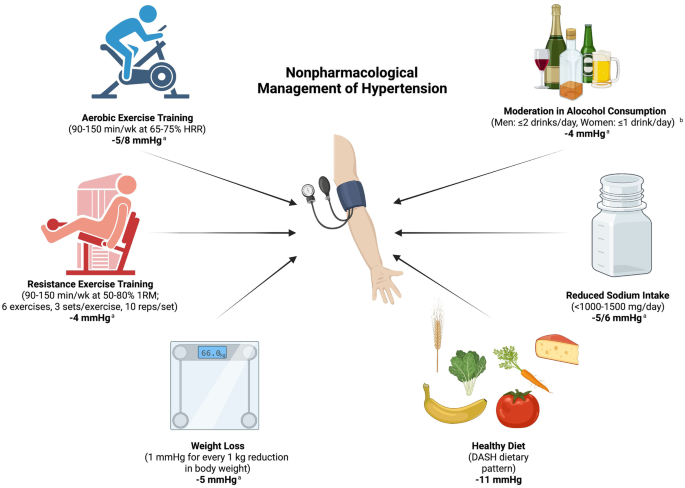 Nonpharmacological
Management of Hypertension
Aerobic Exercise Training
(90-150 min/wk at 65-75% HRR)
-5/8 mmHg a
Moderation in Alocohol Consumption
(Men: ≤2 drinks/day, Women: ≤1 drink/day) b
-4 mmHg a
Resistance Exercise Training
(90-150 min/wk at 50-80% 1RM;
6 exercises, 3 sets/exercise, 10 reps/set)
-4 mmHg a
Reduced Sodium Intake
(<1000-1500 mg/day)
-5/6 mmHg a
66.0kg
Weight Loss
(1 mmHg for every 1 kg reduction
in body weight)
-5 mmHg a
Healthy Diet
(DASH dietary
pattern)
-11 mmHg